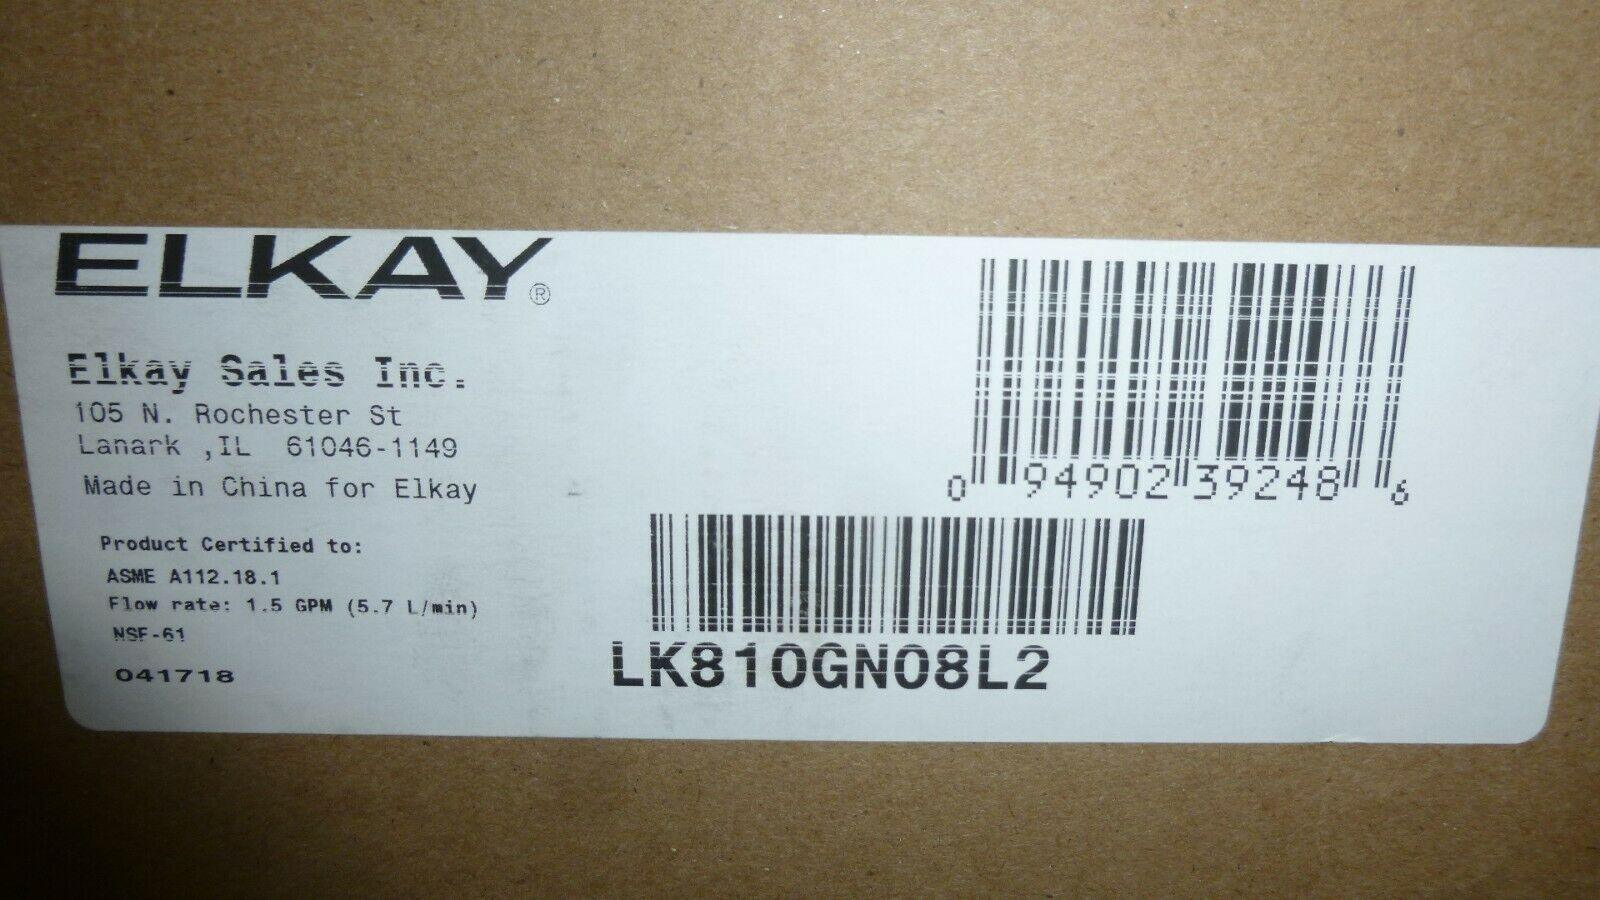 ELKAY®
Elkay Sales Inc.
105 N. Rochester St
Lanark ,IL 61046-1149
Made in China for Elkay
Product Certified to:
ASME A112.18.1
Flow rate: 1.5 GPM (5.7 L/min)
NSF-61
041718
0 94902 39248 6
LK810GN08L2